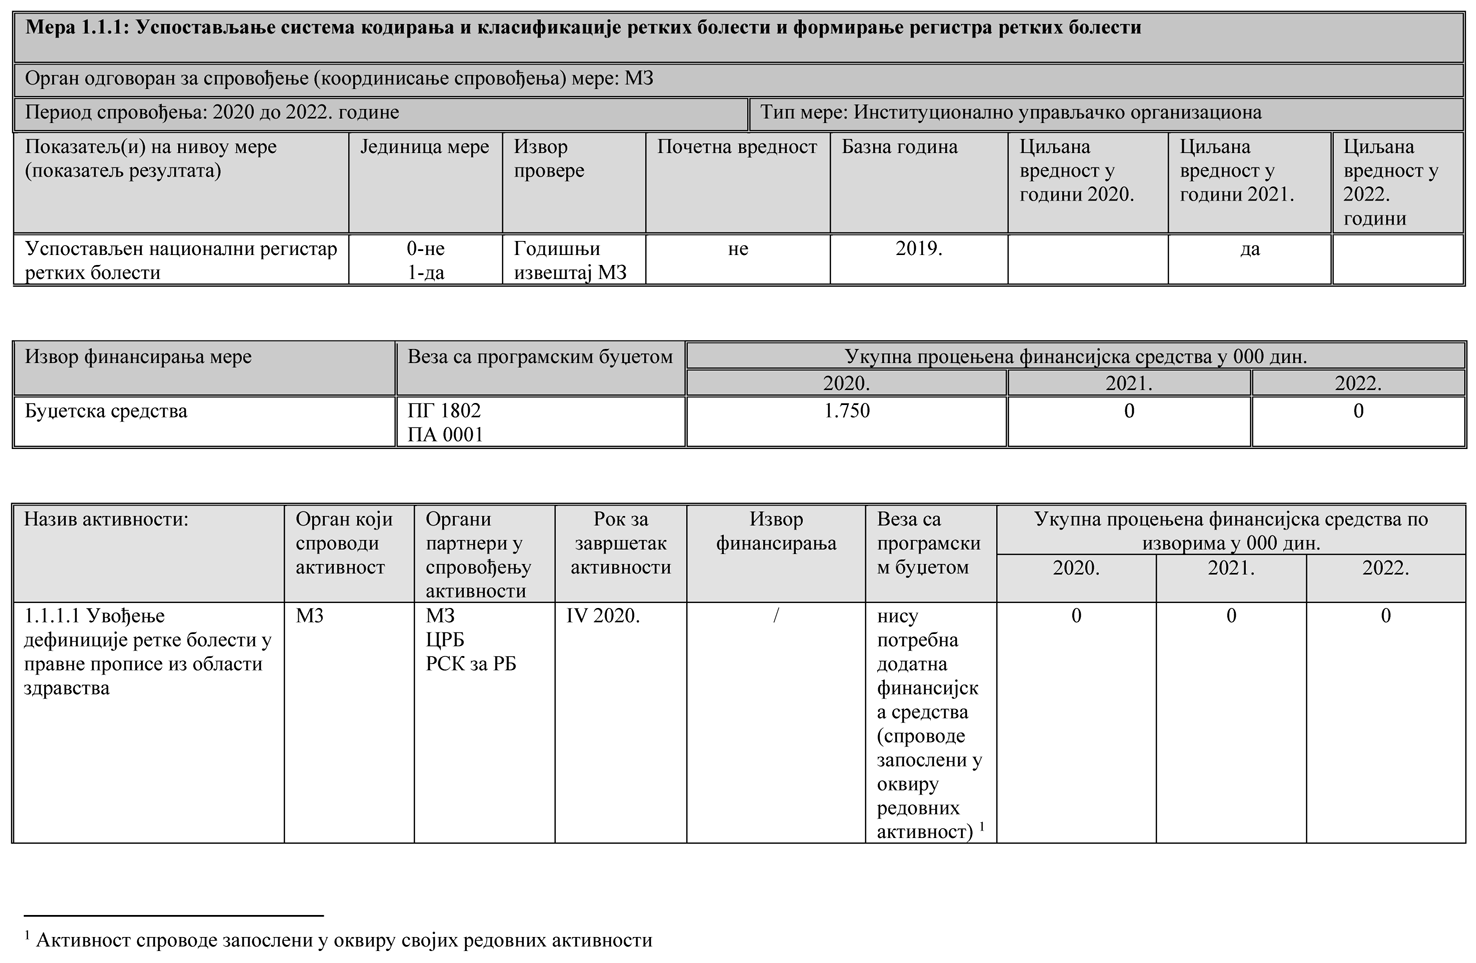 Мера 1.1.1: Успостављање система кодирања и класификације ретких болести и формирање регистра ретких болести
Орган одговоран за спровођење (координисање спровођења) мере: МЗ
Период спровођења: 2020 до 2022. године
Тип мере: Институционално управљачко организациона
Показатељ(и) на нивоу мере
(показатељ резултата)
Јединица мере
Извор
провере
Почетна вредност
Базна година
Циљана
вредност у
години 2020.
Циљана
вредност у
години 2021.
Циљана
вредност у
2022.
години
Успостављен национални регистар
ретких болести
0-не
1-да
Годишњи
извештај МЗ
не
2019.
да
Извор финансирања мере
Веза са програмским буџетом
Укупна процењена финансијска средства у 000 дин.
2020.
2021.
2022.
Буџетска средства
ПГ 1802
ПА 0001
1.750
0
0
Назив активности:
Орган који
спроводи
активност
Органи
партнери у
спровођењу
активности
Рок за
завршетак
активности
Извор
финансирања
Веза са
програмски
м буџетом
Укупна процењена финансијска средства по
изворима у 000 дин.
2020.
2021.
2022.
1.1.1.1 Увођење
дефиниције ретке болести у
правне прописе из области
здравства
МЗ
МЗ
ЦРБ
РСК за РБ
IV 2020.
/
нису
потребна
додатна
финансијск
а средства
(спроводе
запослени у
оквиру
редовних
активност) 1
0
0
0
1 Активност спроводе запослени у оквиру својих редовних активности